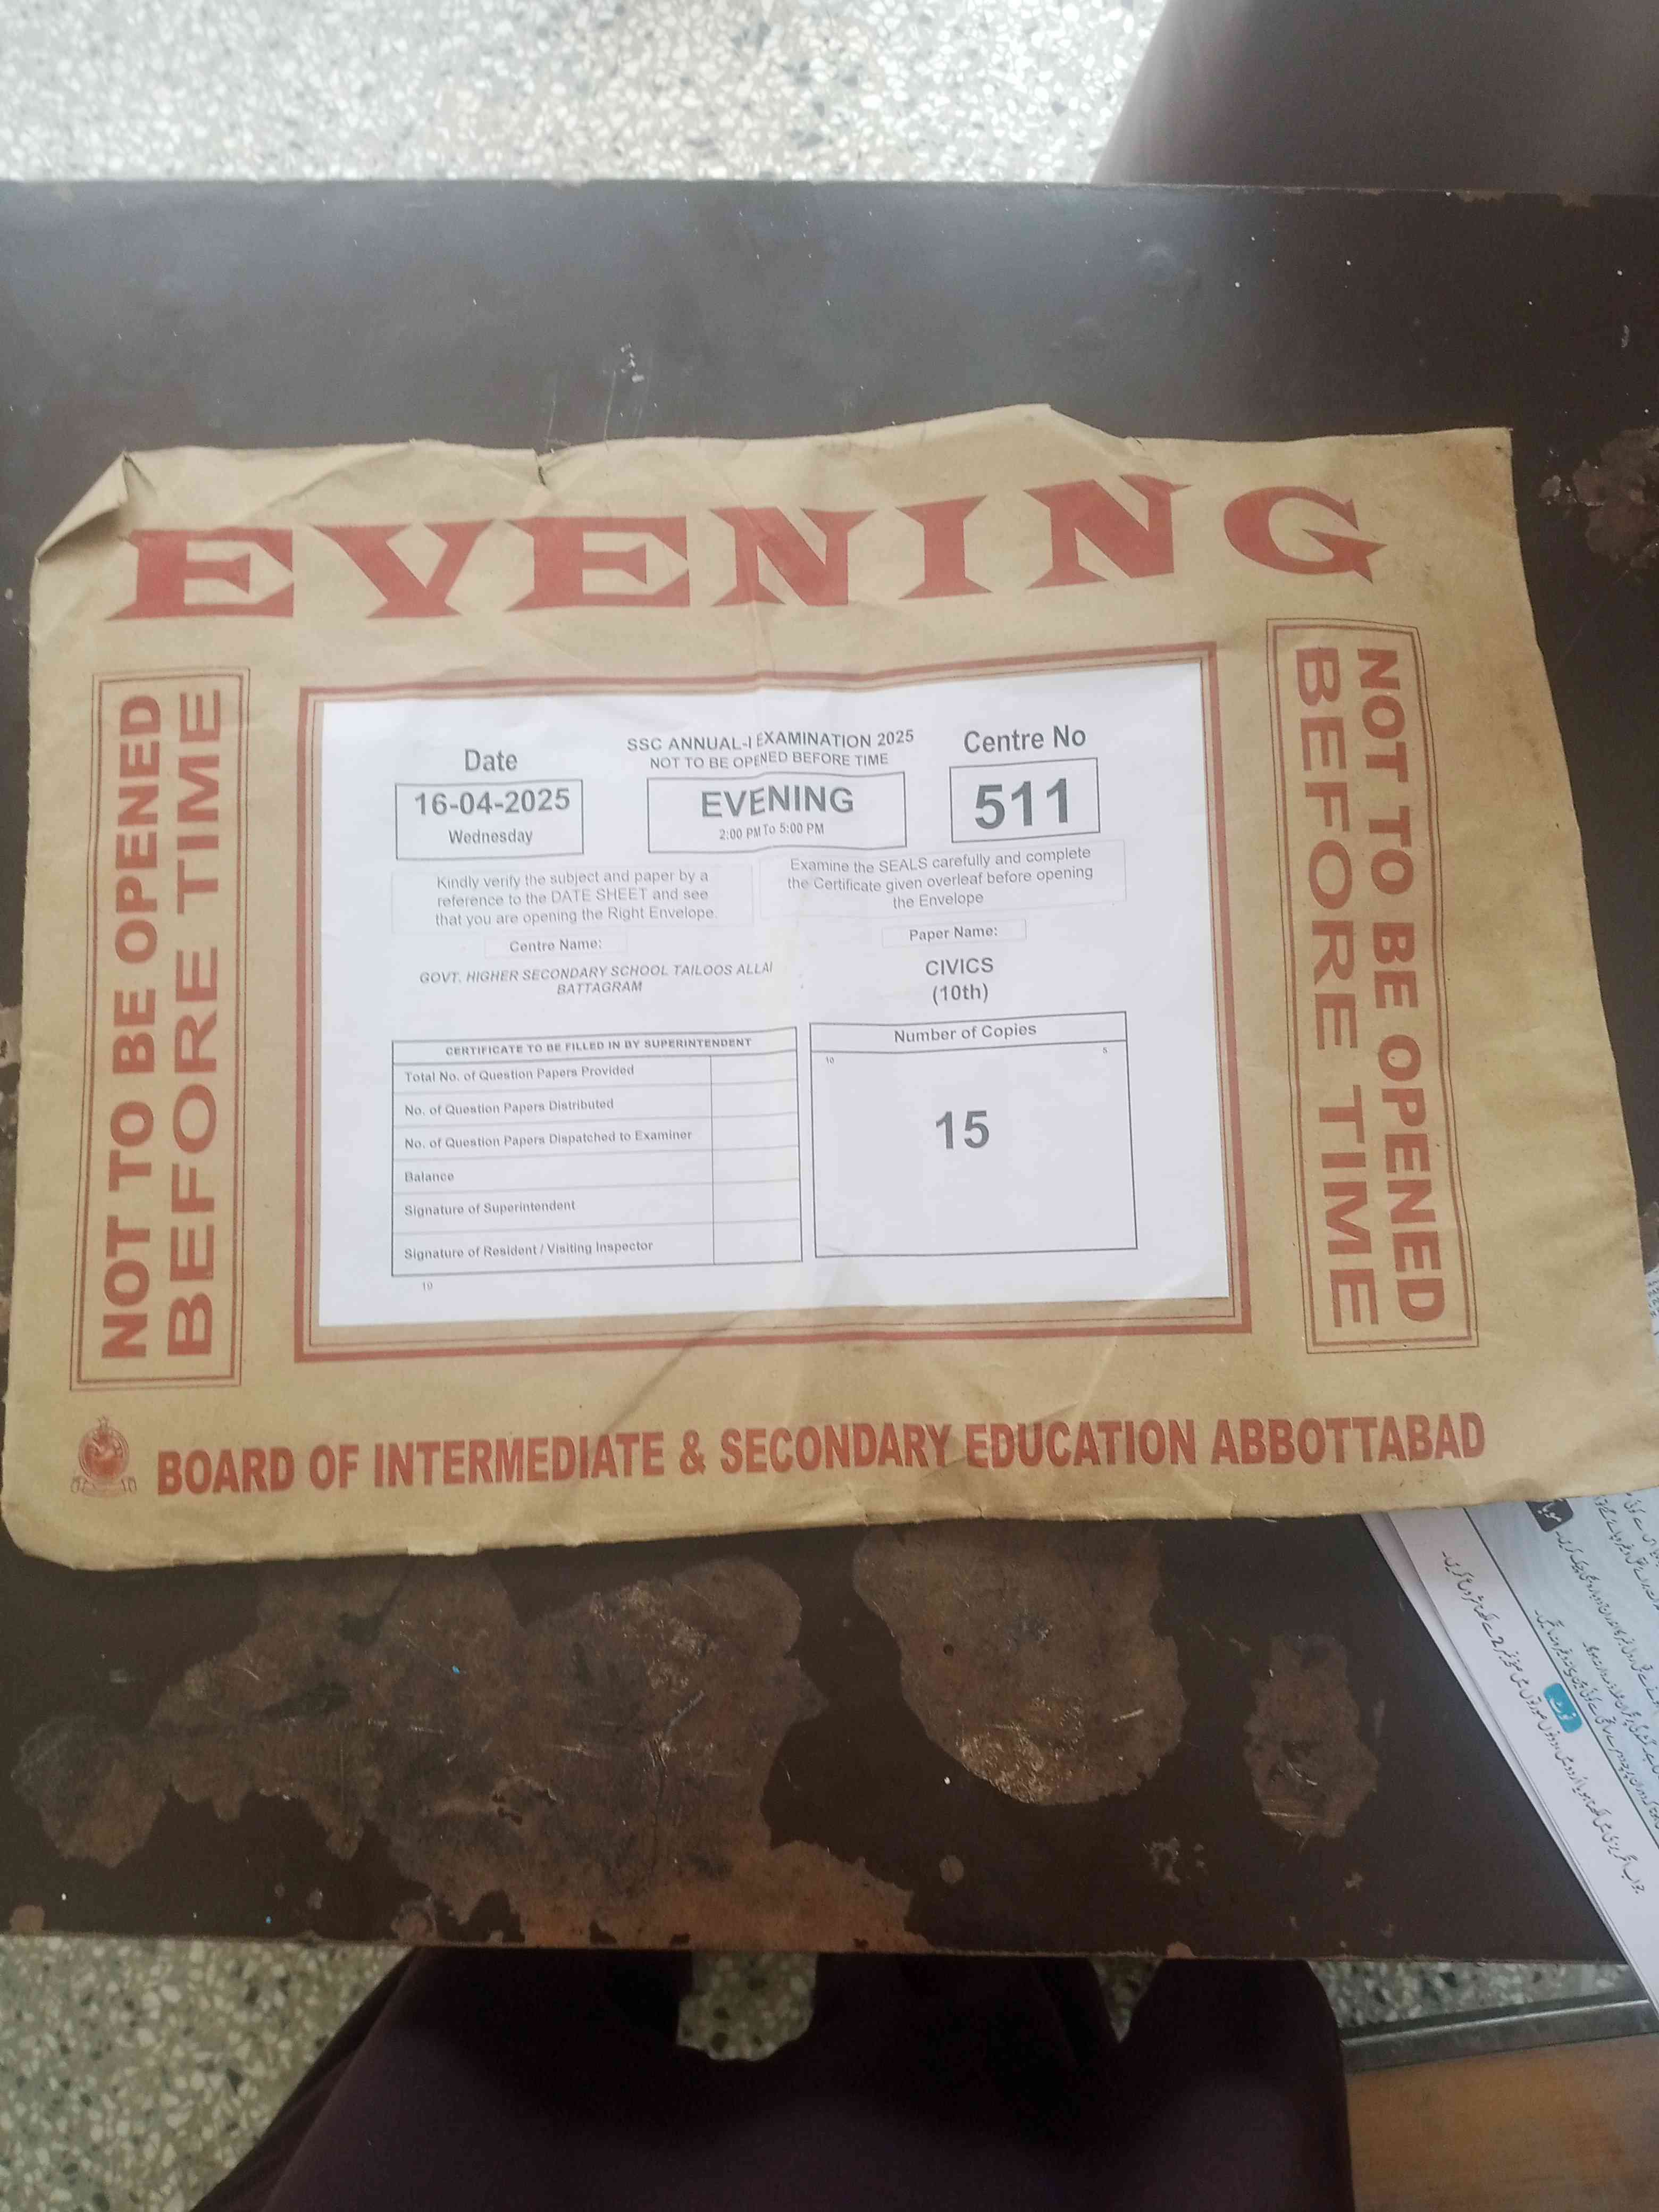 EVENING
NOT TO BE OPENED
BEFORE TIME
Date
16-04-2025
Wednesday
SSC ANNUAL-I EXAMINATION 2025
NOT TO BE OPENED BEFORE TIME
EVENING
2:00 PM To 5:00 PM
Centre No
511
Kindly verify the subject and paper by a
reference to the DATE SHEET and see
that you are opening the Right Envelope.
Examine the SEALS carefully and complete
the Certificate given overleaf before opening
the Envelope
Centre Name:
GOVT. HIGHER SECONDARY SCHOOL TAILOOS ALLAI
BATTAGRAM
Paper Name:
CIVICS
(10th)
CERTIFICATE TO BE FILLED IN BY SUPERINTENDENT
Total No. of Question Papers Provided
No. of Question Papers Distributed
No. of Question Papers Dispatched to Examiner
Balance
Signature of Superintendent
Signature of Resident / Visiting Inspector
10
Number of Copies
10 5
15
NOT TO BE OPENED
BEFORE TIME
BOARD OF INTERMEDIATE & SECONDARY EDUCATION ABBOTTABAD
نوٹ